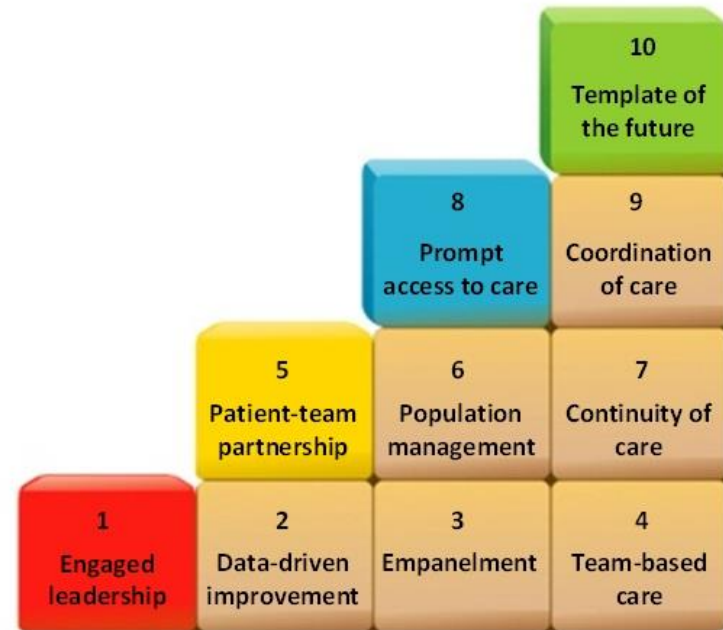 10
Template of
the future
8
Prompt
access to care
9
Coordination
of care
5
Patient-team
partnership
6
Population
management
7
Continuity of
care
1
Engaged
leadership
2
Data-driven
improvement
3
Empanelment
4
Team-based
care